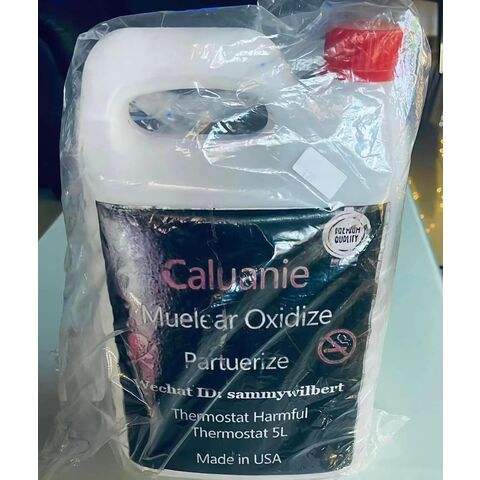 PREMIUM
QUALITY
Caluanie
Muelear Oxidize
Partuerize
Wechat ID: sammywilbert
Thermostat Harmful
Thermostat 5L
Made in USA